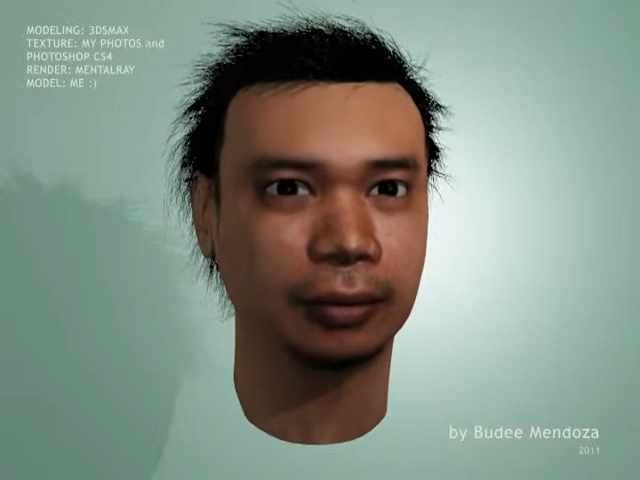 MODELING: 3DSMAX
TEXTURE: MY PHOTOS and
PHOTOSHOP CS4
RENDER: MENTALRAY
MODEL: ME :)
by Budee Mendoza
2011